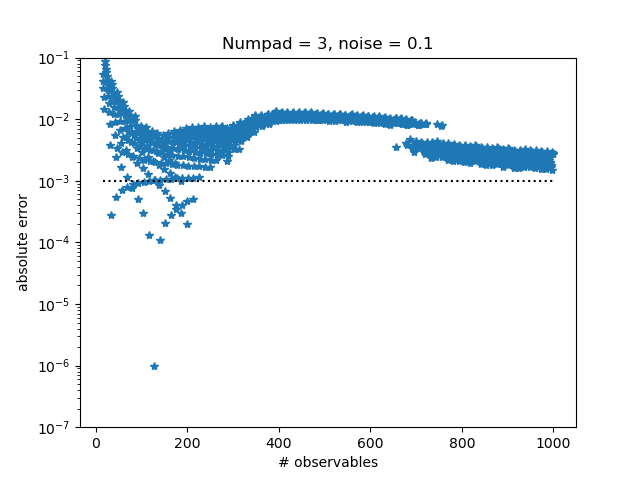 Numpad = 3, noise = 0.1
absolute error
10⁻¹
10⁻²
10⁻³
10⁻⁴
10⁻⁵
10⁻⁶
10⁻⁷
0 200 400 600 800 1000
# observables